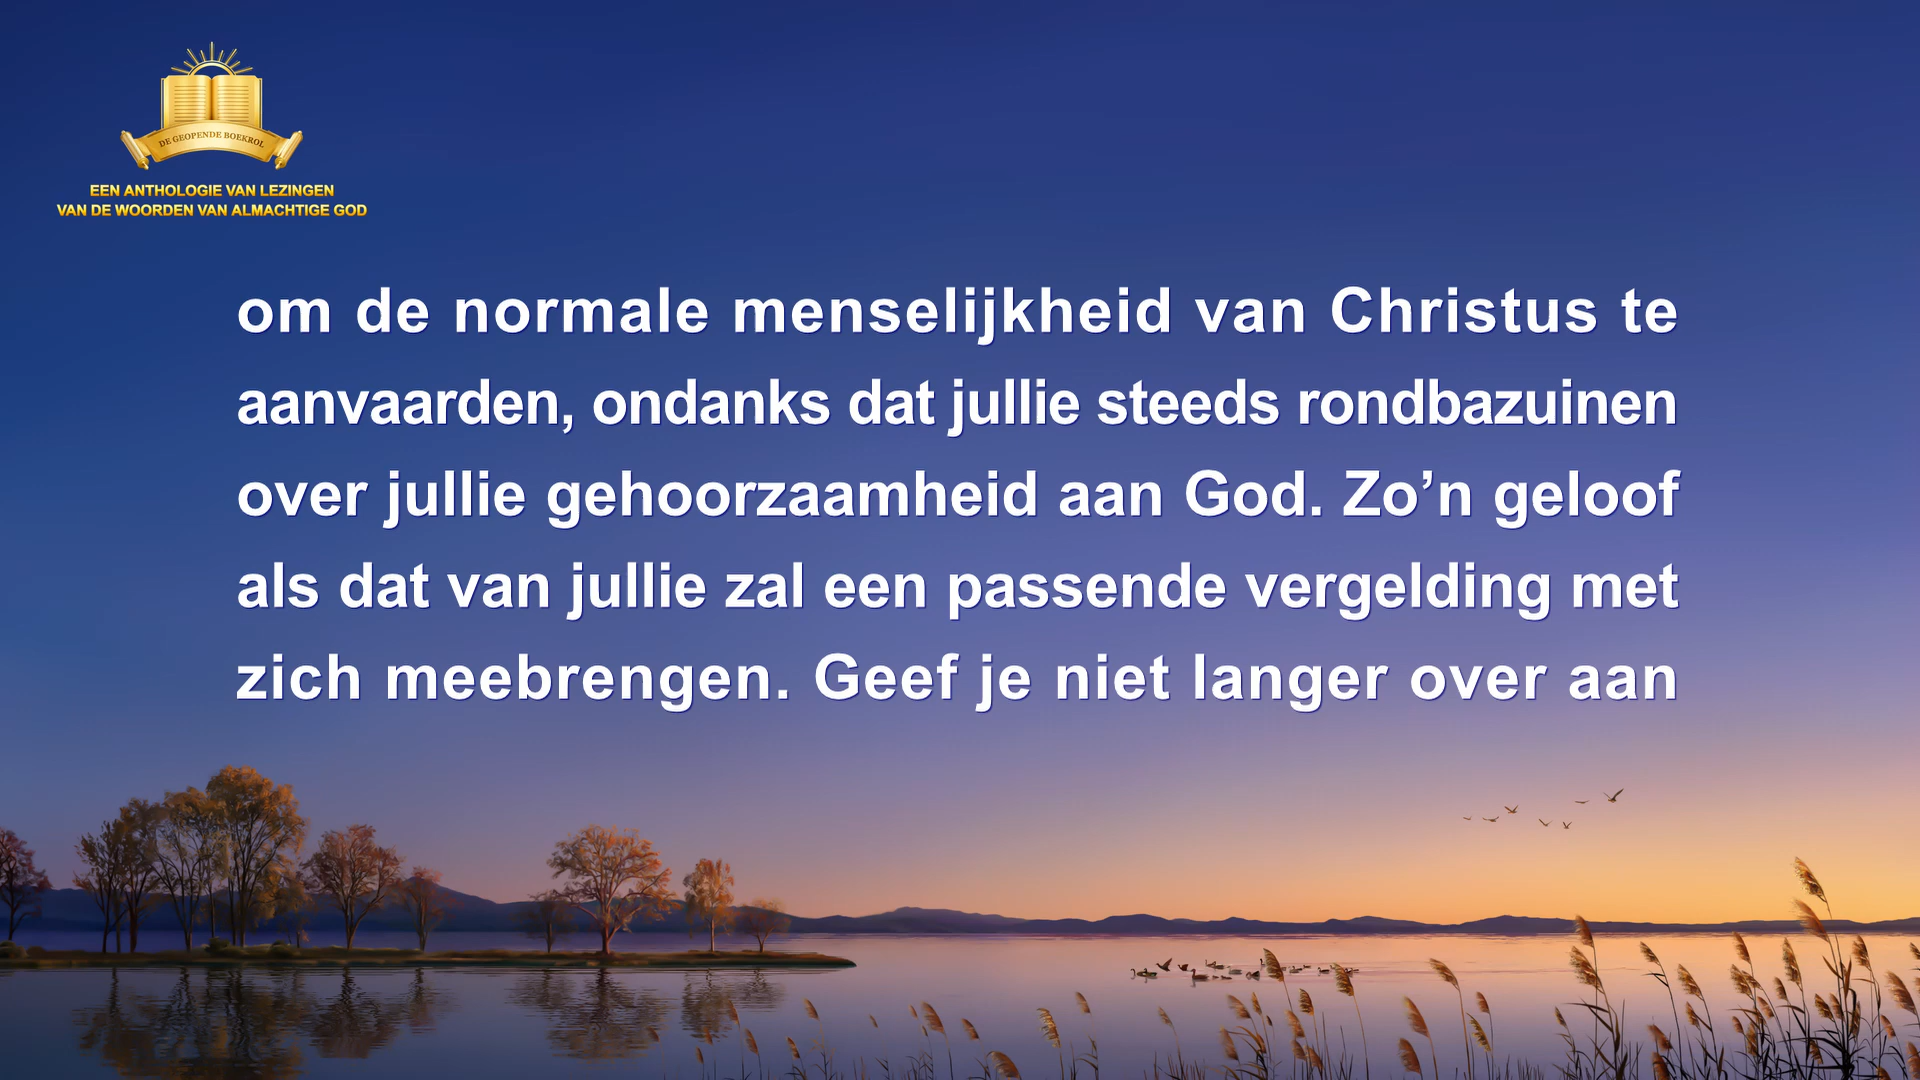 DE GEOPENDE BOEKROL
EEN ANTHOLOGIE VAN LEZINGEN
VAN DE WOORDEN VAN ALMACHTIGE GOD
om de normale menselijkheid van Christus te
aanvaarden, ondanks dat jullie steeds rondbazuinen
over jullie gehoorzaamheid aan God. Zo’n geloof
als dat van jullie zal een passende vergelding met
zich meebrengen. Geef je niet langer over aan